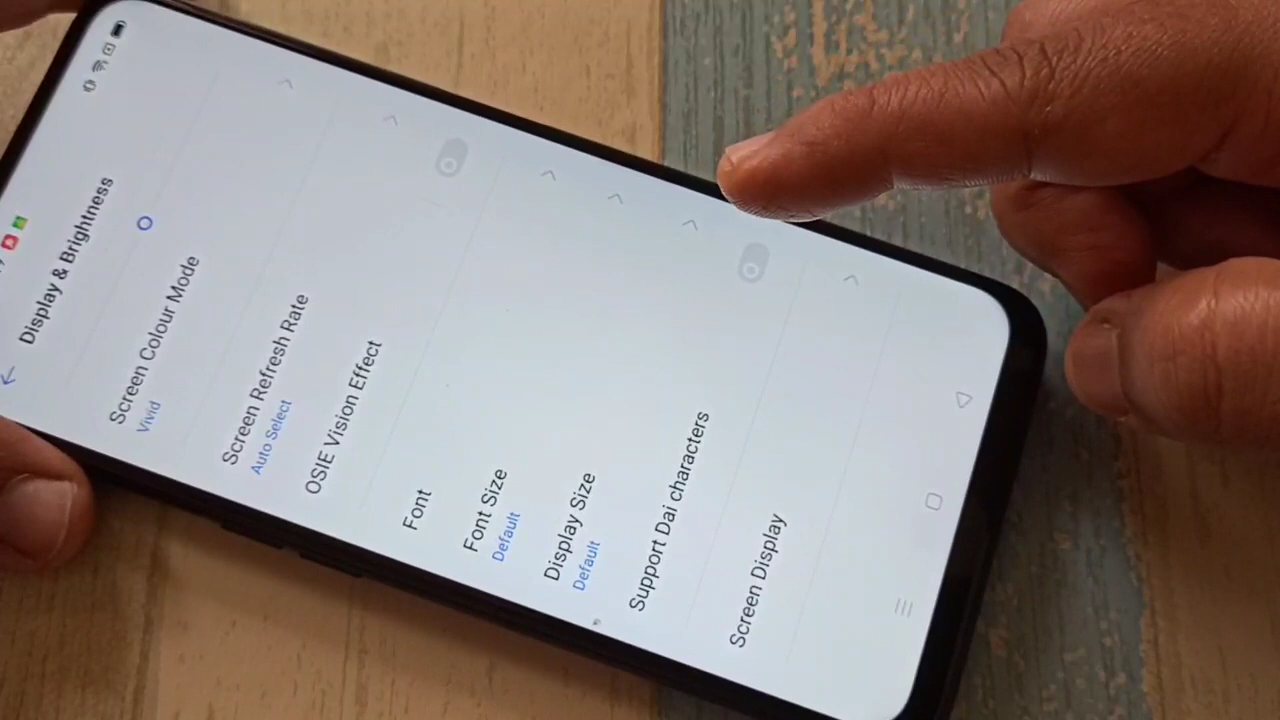 Display & Brightness
Screen Colour Mode
Vivid
Screen Refresh Rate
Auto Select
OSIE Vision Effect
Font
Font Size
Default
Display Size
Default
Support Dai characters
Screen Display